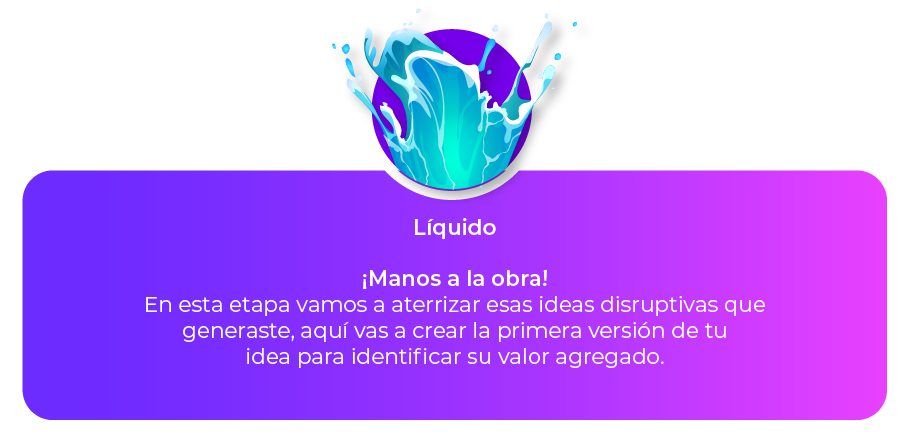 Líquido
¡Manos a la obra!
En esta etapa vamos a aterrizar esas ideas disruptivas que
generaste, aquí vas a crear la primera versión de tu
idea para identificar su valor agregado.